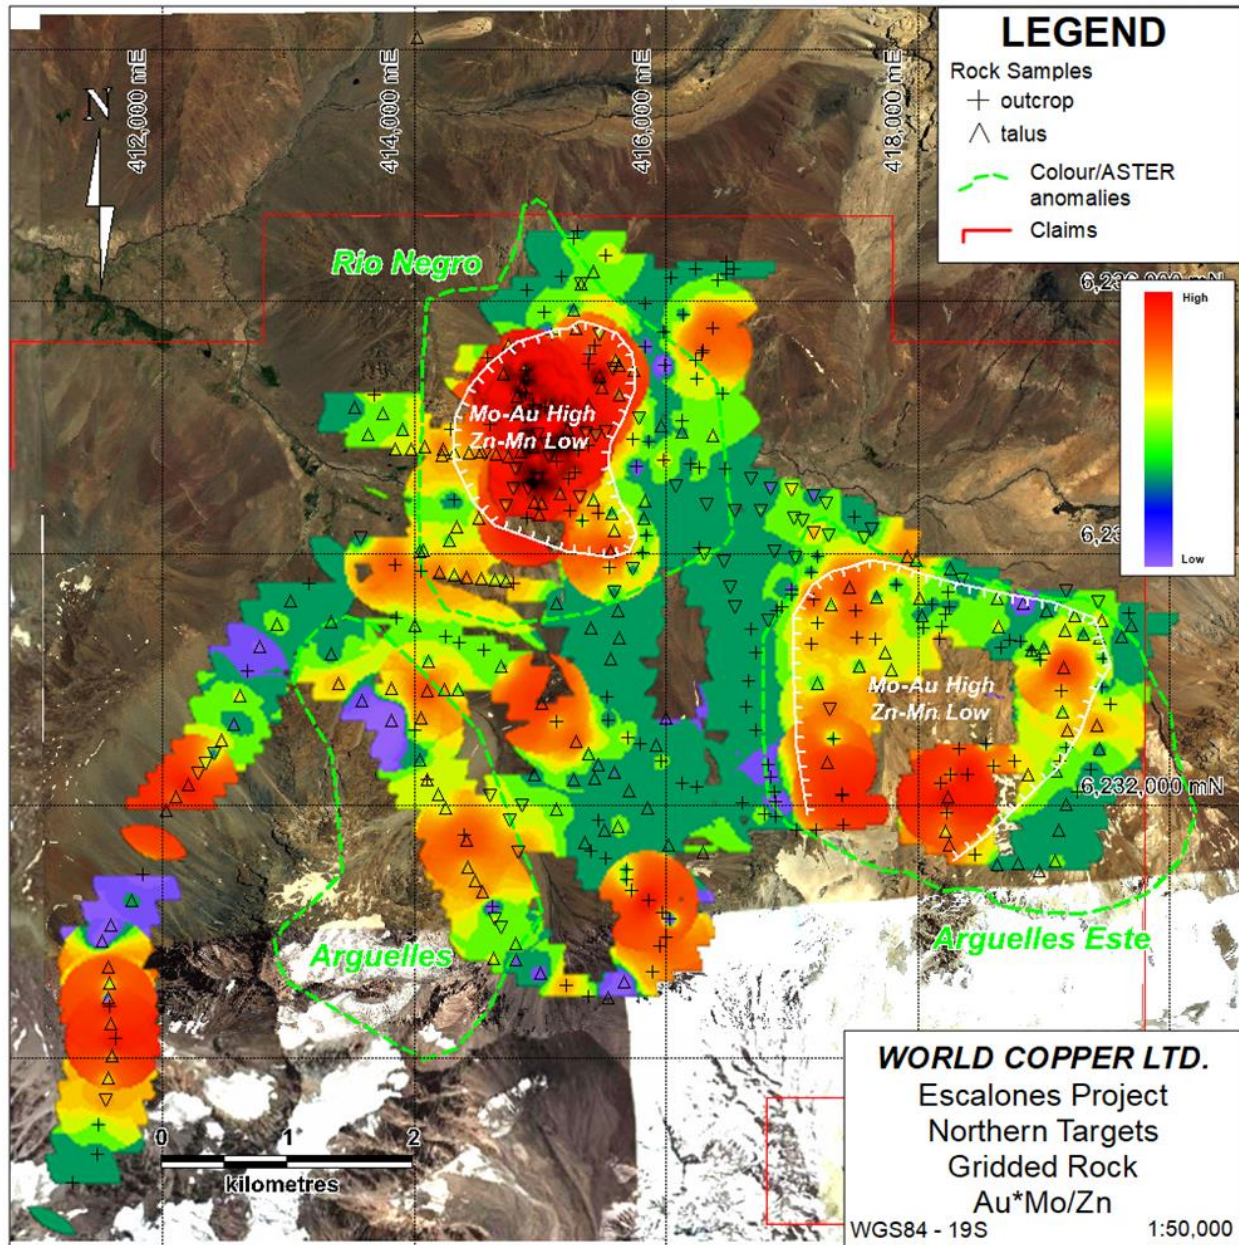 LEGEND
Rock Samples
outcrop
talus
Colour/ASTER
anomalies
Claims
N
412,000 mE
414,000 mE
416,000 mE
418,000 mE
Rio Negro
High
Low
Mo-Au High
Zn-Mn Low
Mo-Au High
Zn-Mn Low
6,232,000 mN
Arguelles
Arguelles Este
0 1 2
kilometres
WORLD COPPER LTD.
Escalones Project
Northern Targets
Gridded Rock
Au*Mo/Zn
WGS84 - 19S 1:50,000